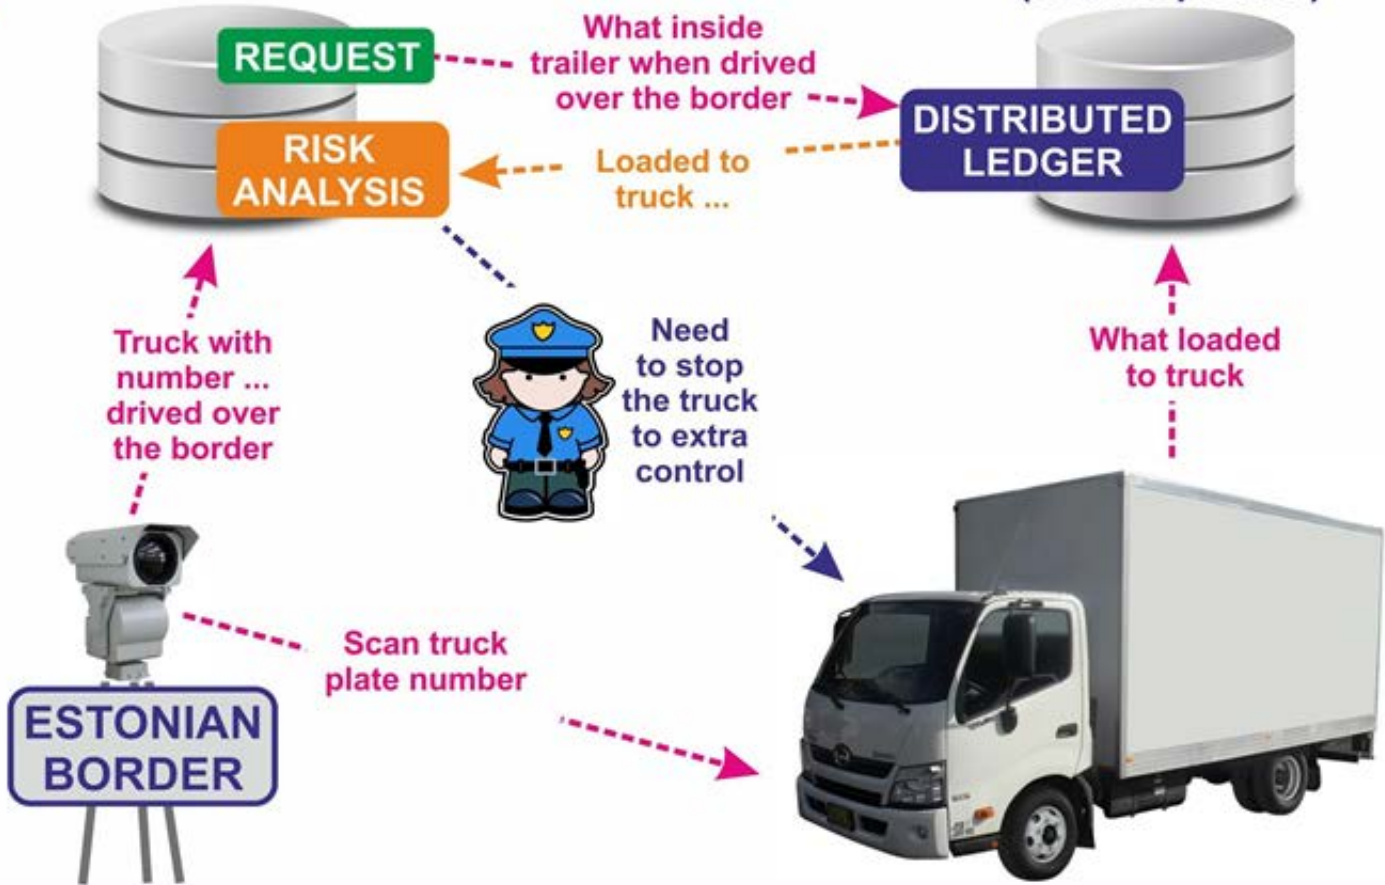 REQUEST
What inside
trailer when drived
over the border
DISTRIBUTED
LEDGER
RISK
ANALYSIS
Loaded to
truck ...
Truck with
number ...
drived over
the border
Need
to stop
the truck
to extra
control
What loaded
to truck
Scan truck
plate number
ESTONIAN
BORDER